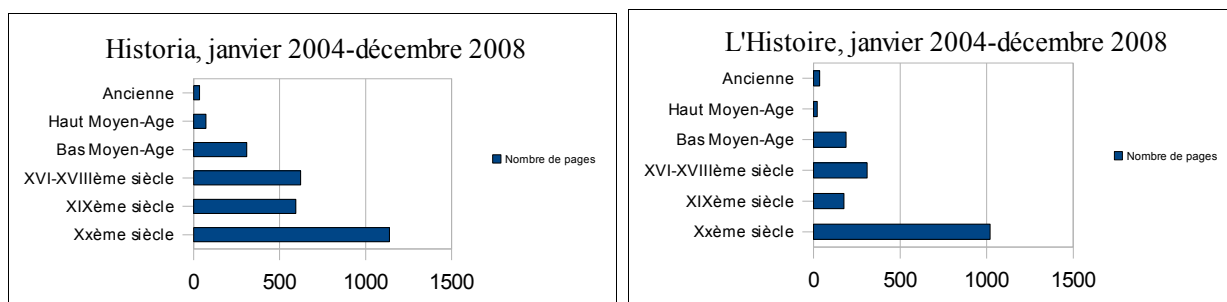 Historia, janvier 2004-décembre 2008
Ancienne
Haut Moyen-Age
Bas Moyen-Age
XVI-XVIIIème siècle
XIXème siècle
Xxème siècle
0 500 1000 1500
Nombre de pages
L'Histoire, janvier 2004-décembre 2008
Ancienne
Haut Moyen-Age
Bas Moyen-Age
XVI-XVIIIème siècle
XIXème siècle
Xxème siècle
0 500 1000 1500
Nombre de pages